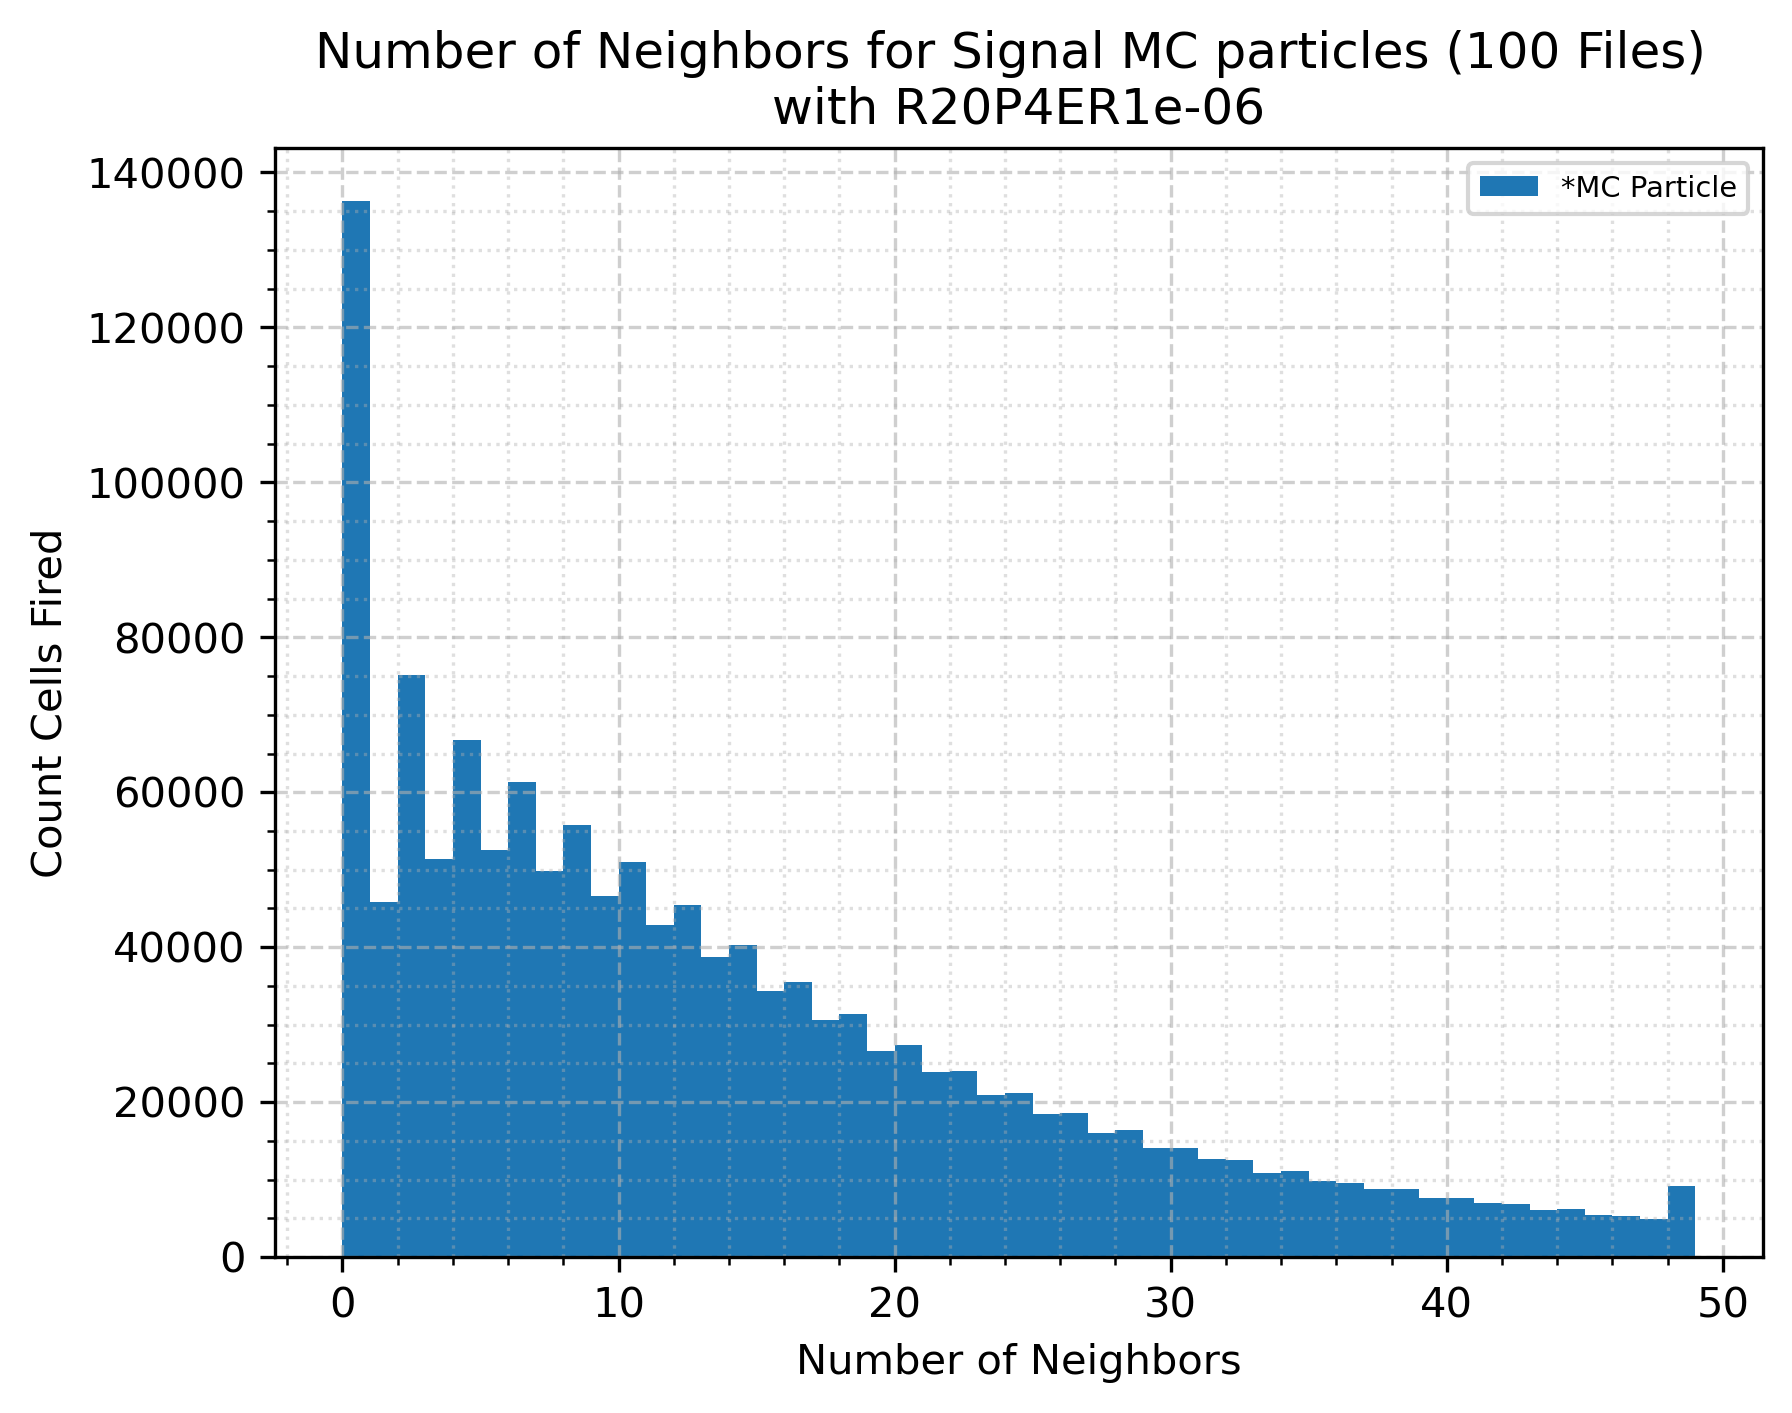 Number of Neighbors for Signal MC particles (100 Files)
with R20P4ER1e-06
140000
120000
100000
80000
60000
40000
20000
0
Count Cells Fired
*MC Particle
0 10 20 30 40 50
Number of Neighbors